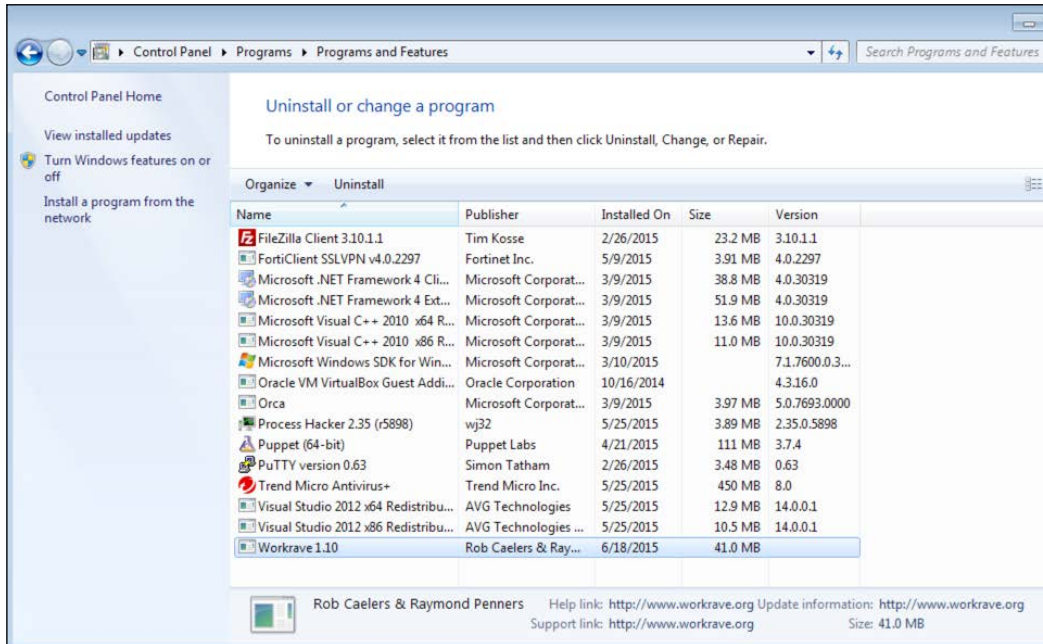 Control Panel Programs Programs and Features Search Programs and Features
Control Panel Home
View installed updates
Turn Windows features on or
off
Install a program from the
network
Uninstall or change a program
To uninstall a program, select it from the list and then click Uninstall, Change, or Repair.
Organize Uninstall
Name Publisher Installed On Size Version
FileZilla Client 3.10.1.1 Tim Kosse 2/26/2015 23.2 MB 3.10.1.1
FortiClient SSLVPN v4.0.2297 Fortinet Inc. 5/9/2015 3.91 MB 4.0.2297
Microsoft .NET Framework 4 Cli... Microsoft Corporat... 3/9/2015 38.8 MB 4.0.30319
Microsoft .NET Framework 4 Ext... Microsoft Corporat... 3/9/2015 51.9 MB 4.0.30319
Microsoft Visual C++ 2010 x64 R... Microsoft Corporat... 3/9/2015 13.6 MB 10.0.30319
Microsoft Visual C++ 2010 x86 R... Microsoft Corporat... 3/9/2015 11.0 MB 10.0.30319
Microsoft Windows SDK for Win... Microsoft Corporat... 3/10/2015 7.1.7600.0.3...
Oracle VM VirtualBox Guest Addi... Oracle Corporation 10/16/2014 4.3.16.0
Orca Microsoft Corporat... 3/9/2015 3.97 MB 5.0.7693.0000
Process Hacker 2.35 (r5898) wj32 5/25/2015 3.89 MB 2.35.0.5898
Puppet (64-bit) Puppet Labs 4/21/2015 111 MB 3.7.4
PuTTY version 0.63 Simon Tatham 2/26/2015 3.48 MB 0.63
Trend Micro Antivirus+ Trend Micro Inc. 5/25/2015 450 MB 8.0
Visual Studio 2012 x64 Redistribu... AVG Technologies 5/25/2015 12.9 MB 14.0.0.1
Visual Studio 2012 x86 Redistribu... AVG Technologies ... 5/25/2015 10.5 MB 14.0.0.1
Workrave 1.10 Rob Caelers & Ray... 6/18/2015 41.0 MB
Rob Caelers & Raymond Penners Help link: http://www.workrave.org Update information: http://www.workrave.org
Support link: http://www.workrave.org Size: 41.0 MB